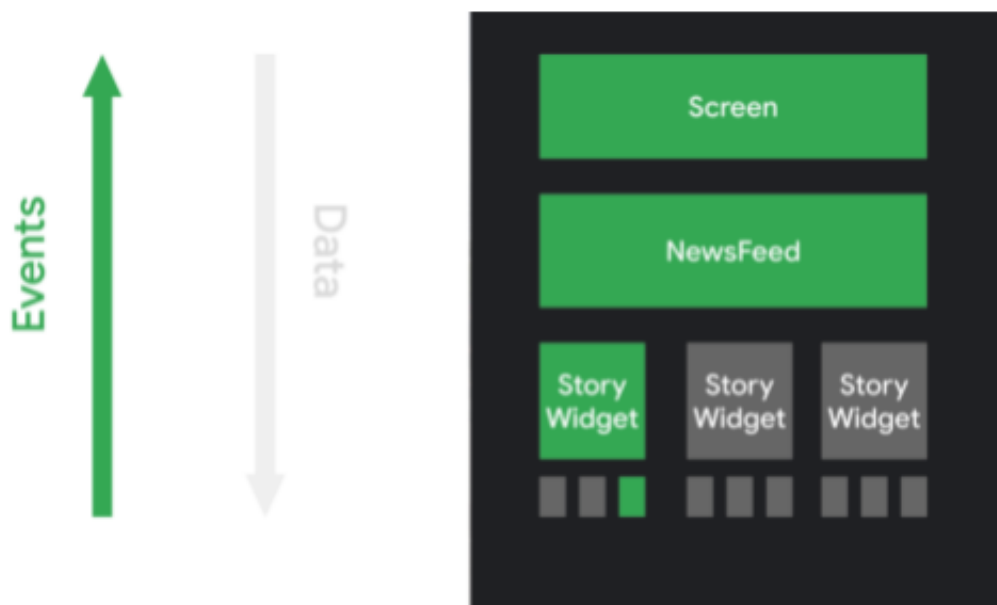 Events
Data
Screen
NewsFeed
Story
Widget
Story
Widget
Story
Widget